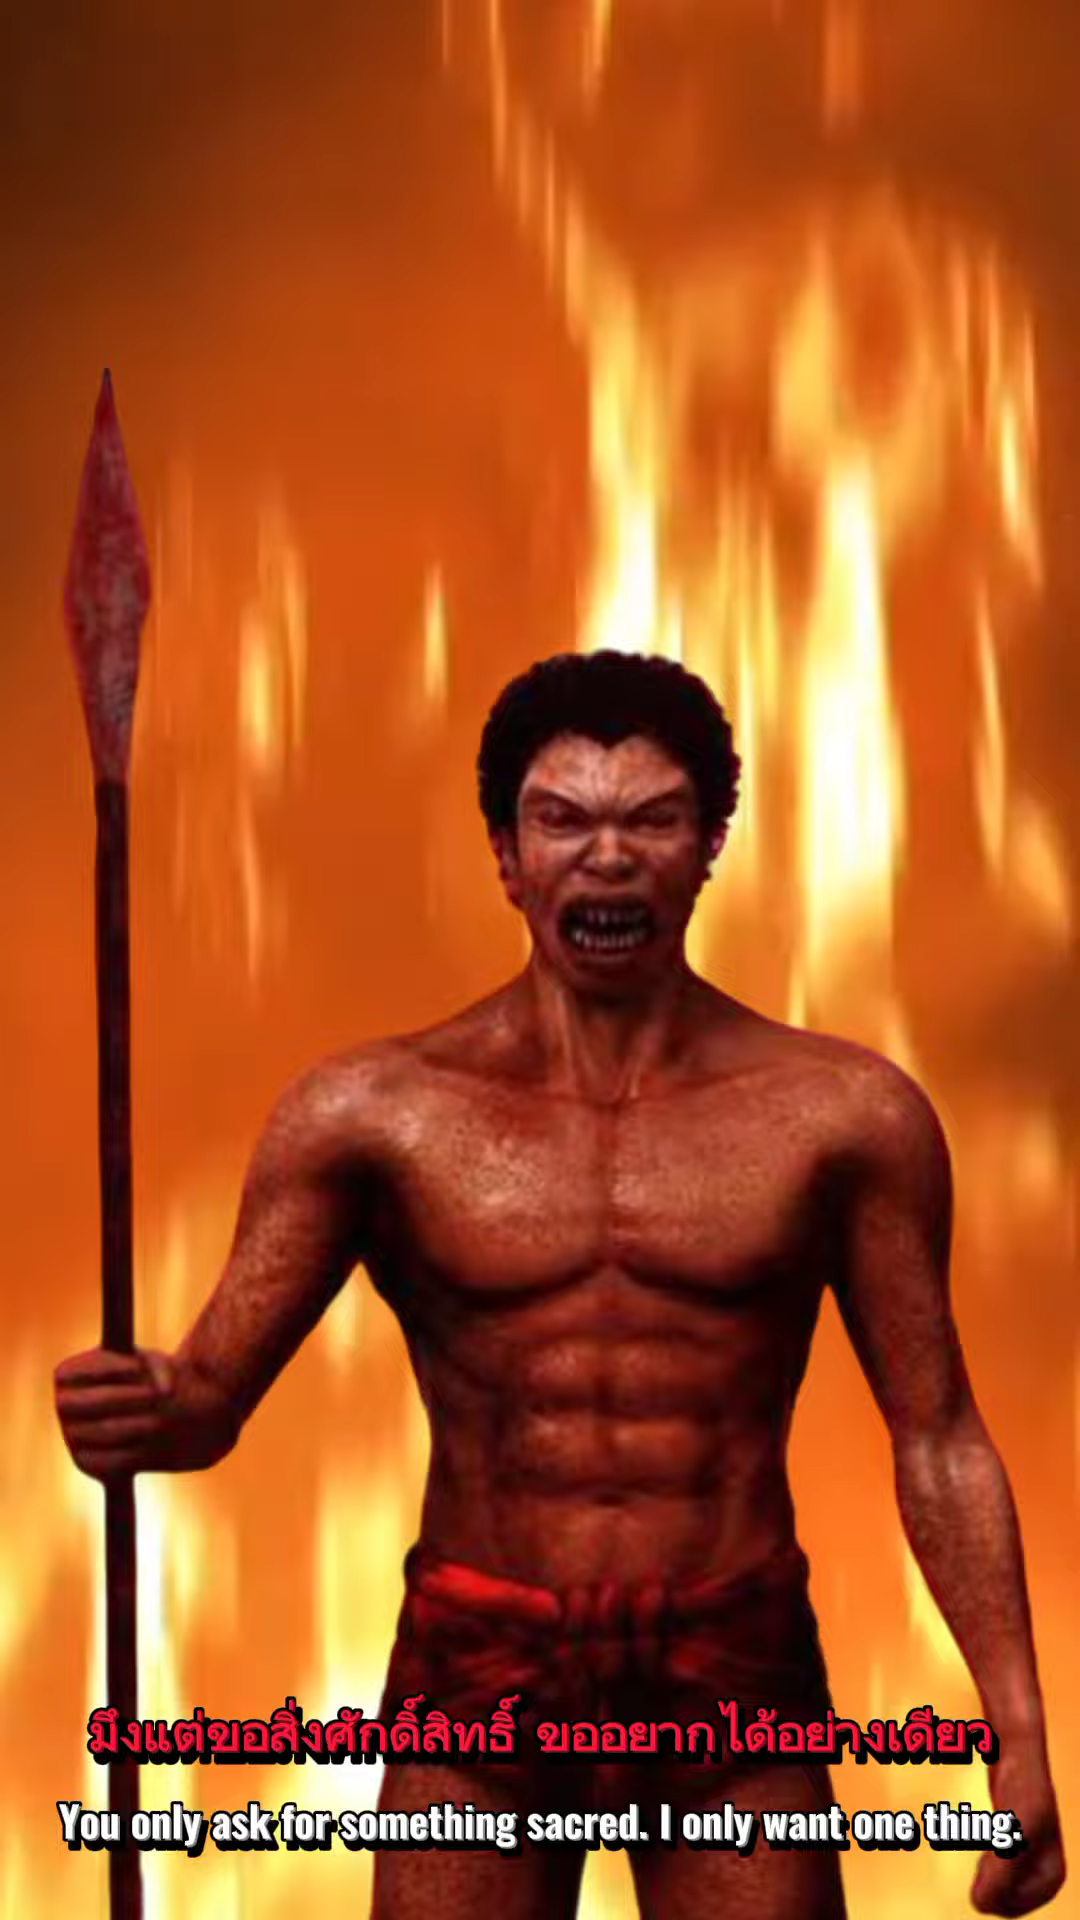 มึงแต่ขอสิ่งศักดิ์สิทธิ์ ขออยากได้อย่างเดียว
You only ask for something sacred. I only want one thing.